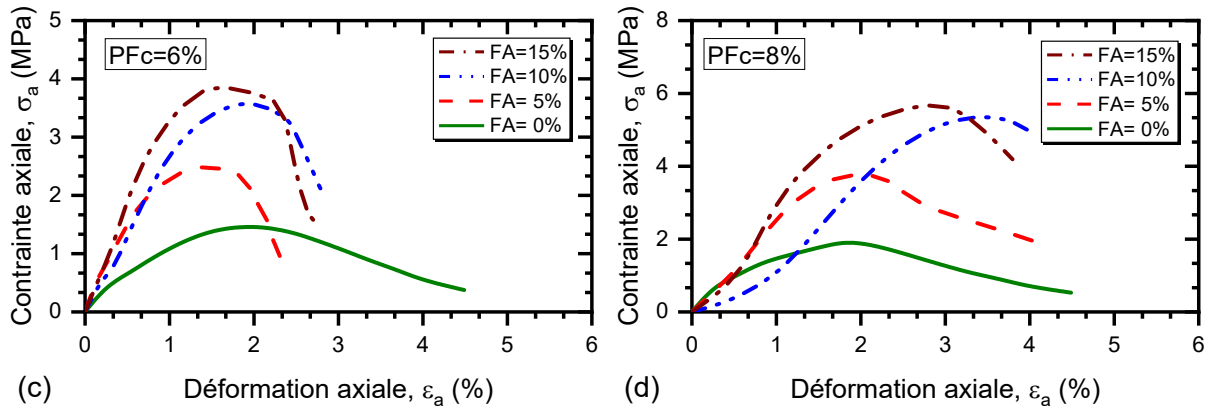 Contrainte axiale, σa (MPa)
5
4
3
2
1
0
PFc=6%
FA=15%
FA=10%
FA= 5%
FA= 0%
0 1 2 3 4 5 6
(c) Déformation axiale, εa (%)
Contrainte axiale, σa (MPa)
8
6
4
2
0
PFc=8%
FA=15%
FA=10%
FA= 5%
FA= 0%
0 1 2 3 4 5 6
(d) Déformation axiale, εa (%)